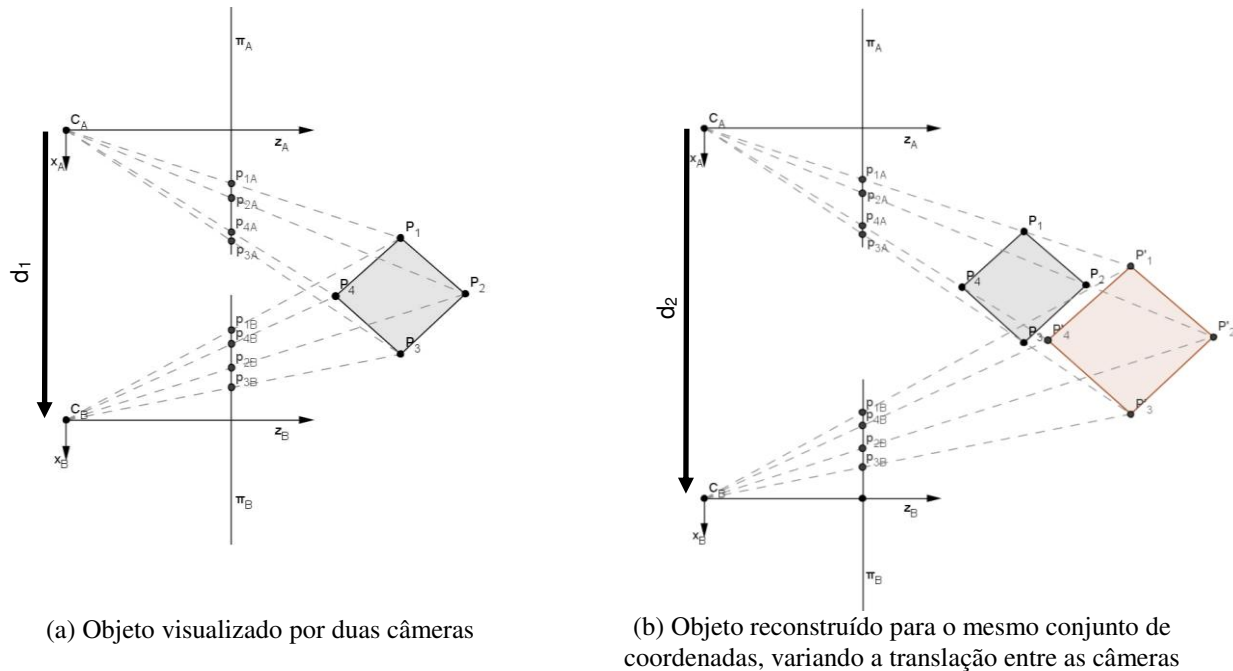 π_A
C_A
z_A
x_A
p_1A
p_2A
p_4A
p_3A
P_1
P_4
P_2
P_3
d_1
p_1B
p_4B
p_2B
p_3B
C_B
z_B
x_B
π_B
(a) Objeto visualizado por duas câmeras
π_A
C_A
z_A
x_A
p_1A
p_2A
p_4A
p_3A
P_1
P'_1
P_4
P_2
P_3
P'_4
P'_2
P'_3
d_2
p_1B
p_4B
p_2B
p_3B
C_B
z_B
x_B
π_B
(b) Objeto reconstruído para o mesmo conjunto de
coordenadas, variando a translação entre as câmeras